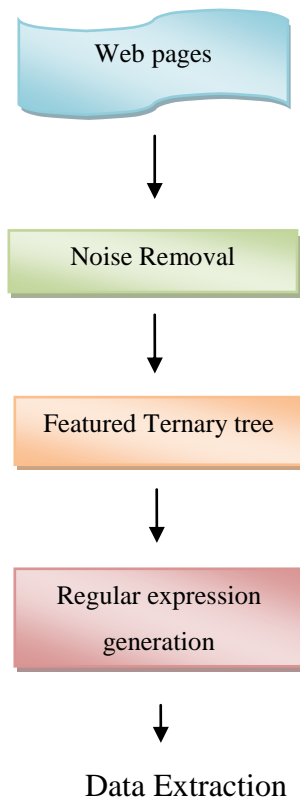 Web pages
Noise Removal
Featured Ternary tree
Regular expression
generation
Data Extraction